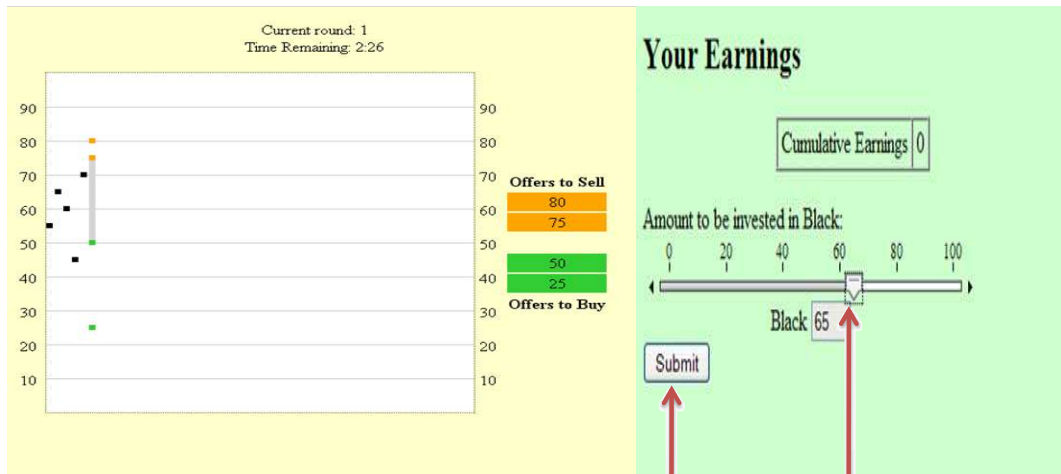 Current round: 1
Time Remaining: 2:26
90 90
80 80
70 70
60 60
50 50
40 40
30 30
20 20
10 10
Offers to Sell
80
75
50
25
Offers to Buy
Your Earnings
Cumulative Earnings 0
Amount to be invested in Black:
0 20 40 60 80 100
Black 65
Submit